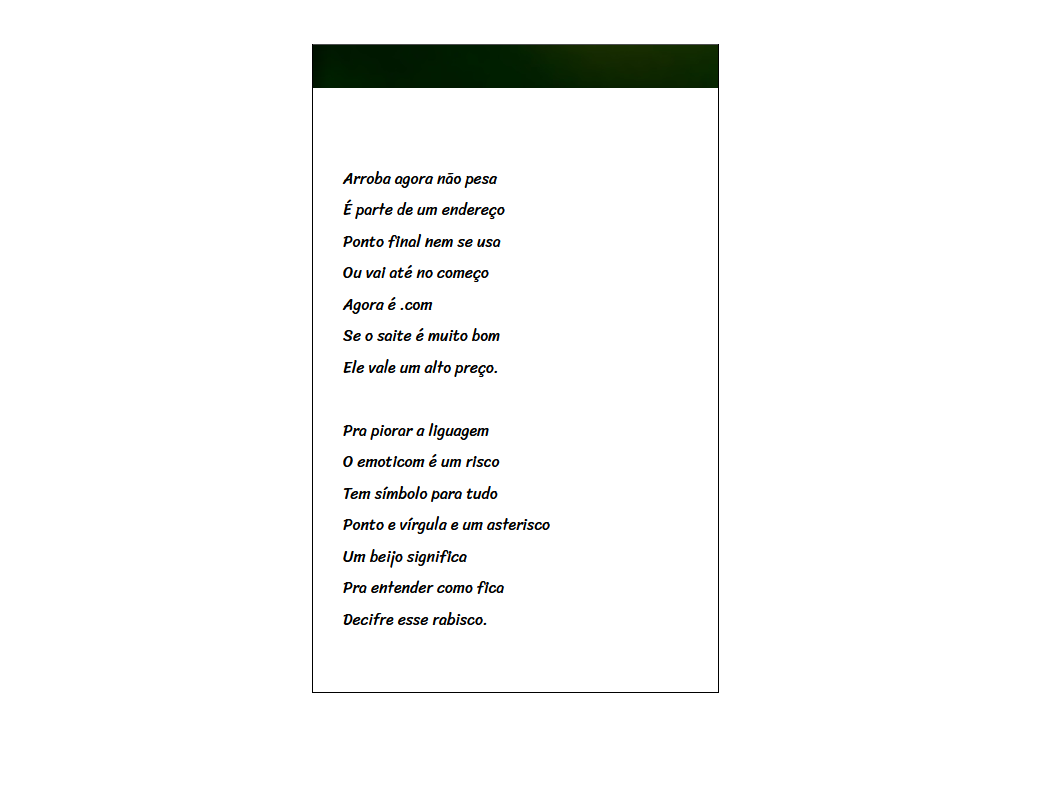 Arroba agora não pesa
É parte de um endereço
Ponto final nem se usa
Ou vai até no começo
Agora é .com
Se o saite é muito bom
Ele vale um alto preço.
Pra piorar a liguagem
O emoticom é um risco
Tem símbolo para tudo
Ponto e vírgula e um asterisco
Um beijo significa
Pra entender como fica
Decifre esse rabisco.